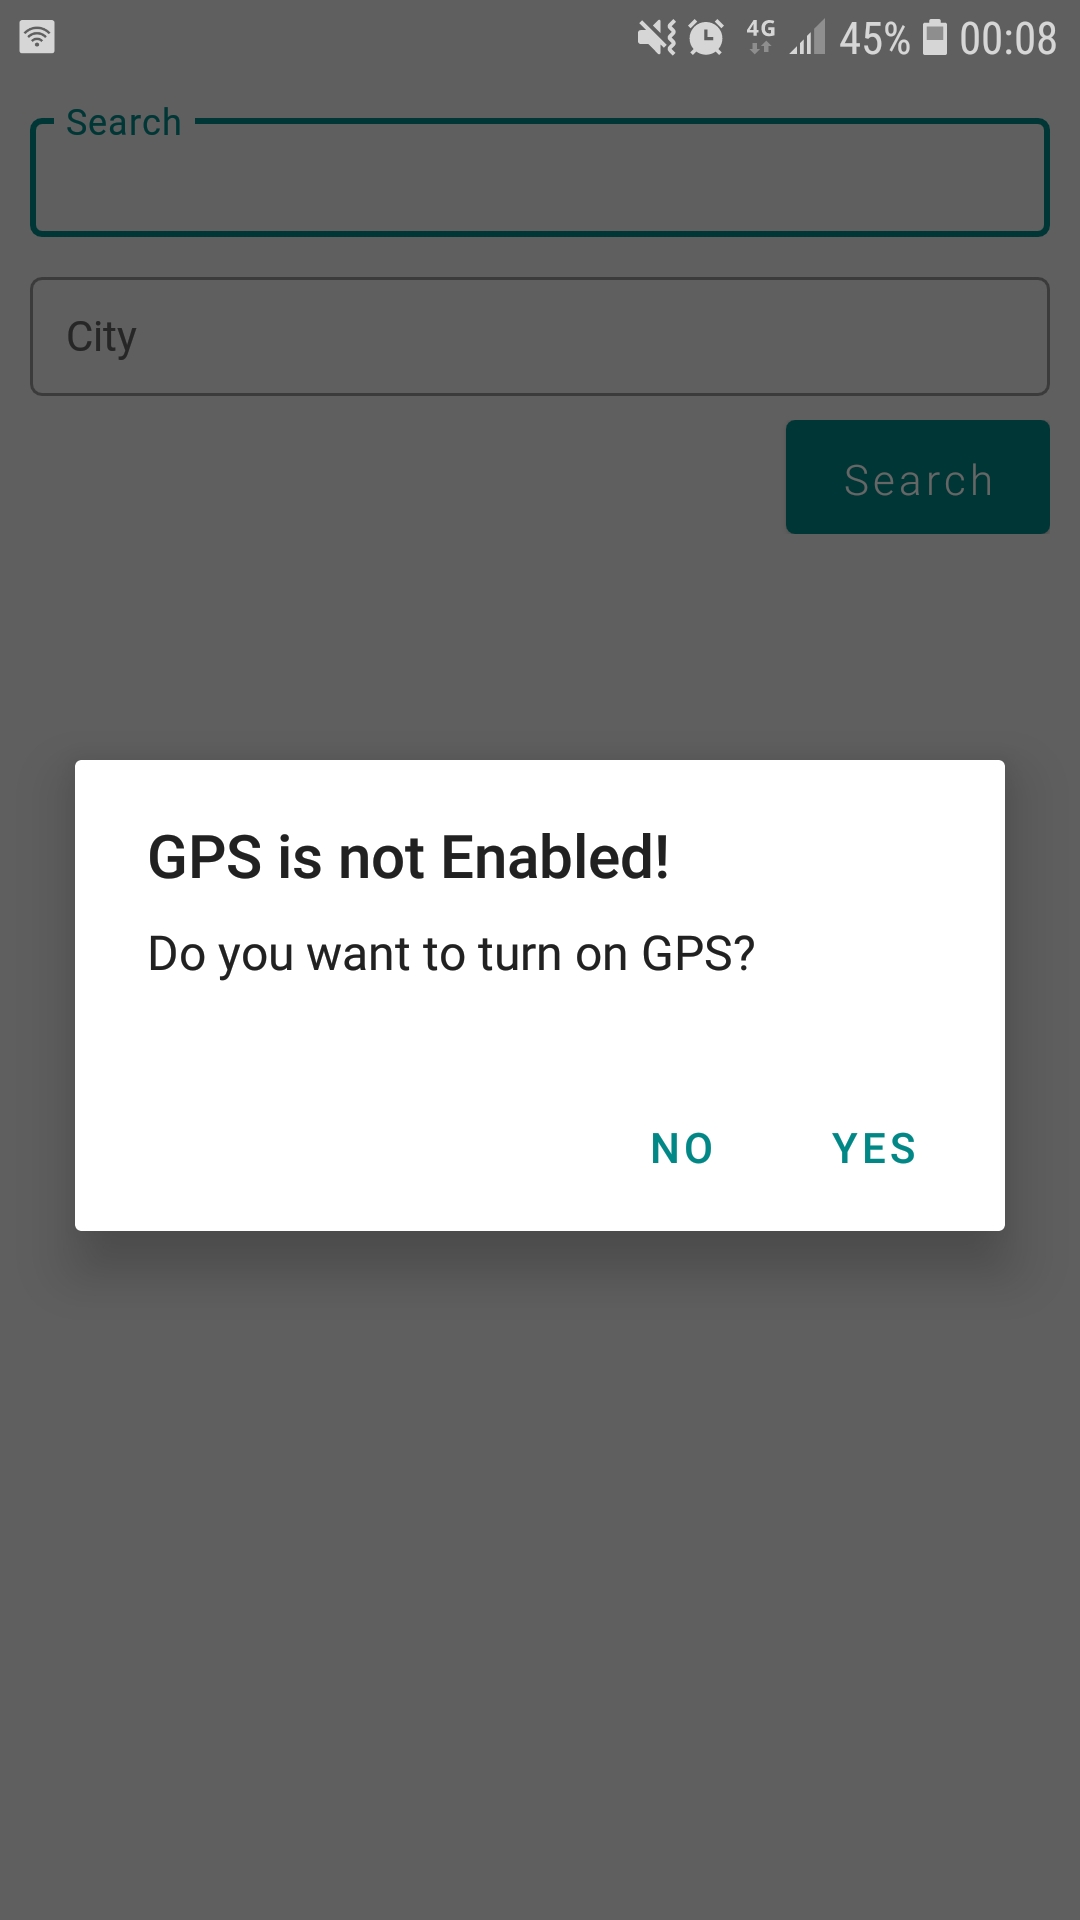 4G 45% 00:08
Search
City
Search
GPS is not Enabled!
Do you want to turn on GPS?
NO YES